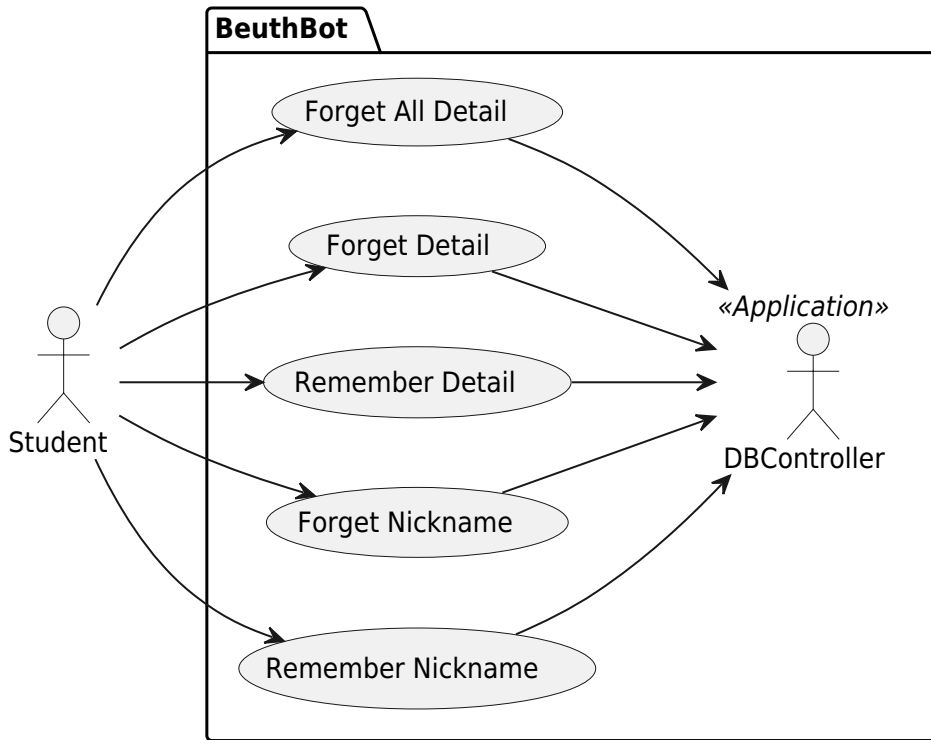 BeuthBot
Forget All Detail
Forget Detail
«Application»
Remember Detail
Student
DBController
Forget Nickname
Remember Nickname